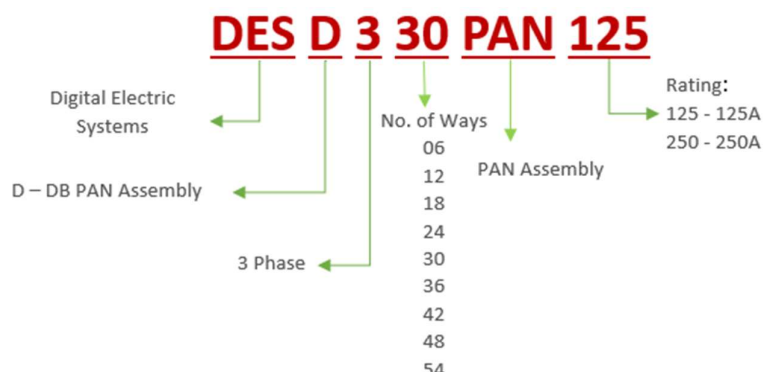 DES D 3 30 PAN 125
Digital Electric
Systems
D – DB PAN Assembly
3 Phase
No. of Ways
06
12
18
24
30
36
42
48
54
PAN Assembly
Rating:
125 - 125A
250 - 250A